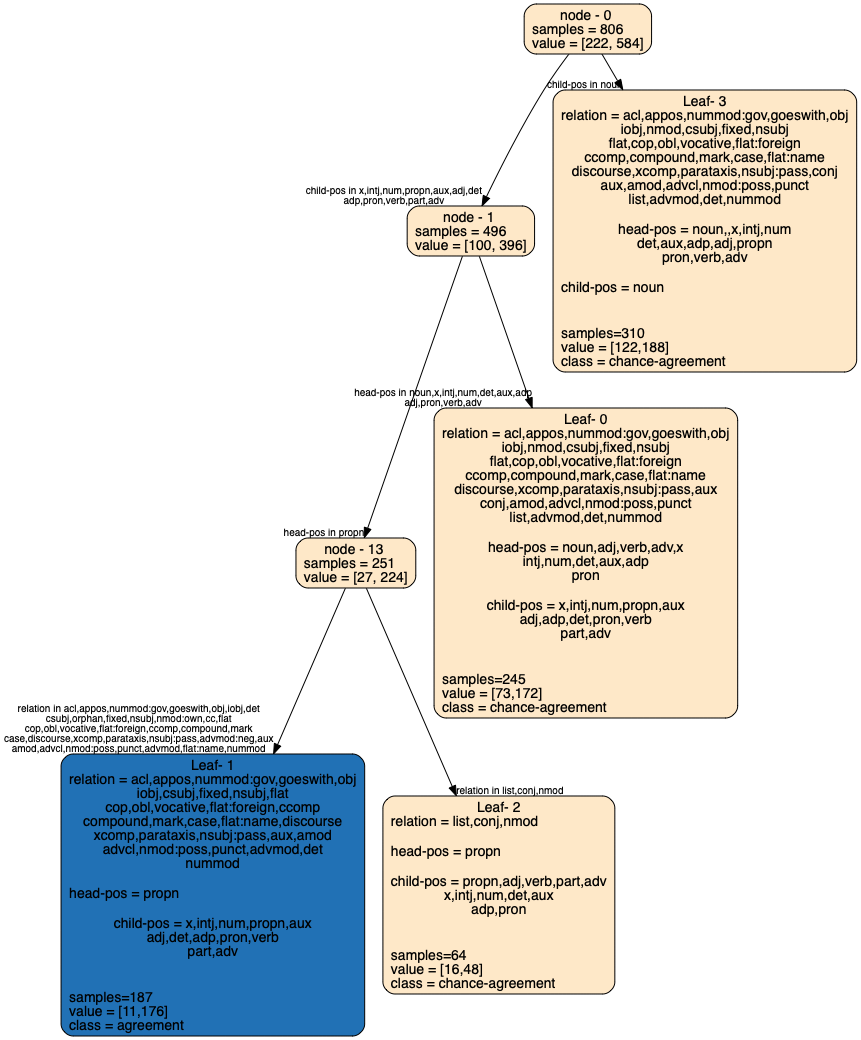 node - 0
samples = 806
value = [222, 584]
child-pos in noun
Leaf- 3
relation = acl,appos,nummod:gov,goeswith,obj
iobj,nmod,csubj,fixed,nsubj
flat,cop,obl,vocative,flat:foreign
ccomp,compound,mark,case,flat:name
discourse,xcomp,parataxis,nsubj:pass,conj
aux,amod,advcl,nmod:poss,punct
list,advmod,det,nummod
head-pos = noun,,x,intj,num
det,aux,adp,adj,propn
pron,verb,adv
child-pos = noun
samples=310
value = [122,188]
class = chance-agreement
child-pos in x,intj,num,propn,aux,adj,det
adp,pron,verb,part,adv
node - 1
samples = 496
value = [100, 396]
head-pos in noun,x,intj,num,det,aux,adp
adj,pron,verb,adv
Leaf- 0
relation = acl,appos,nummod:gov,goeswith,obj
iobj,nmod,csubj,fixed,nsubj
flat,cop,obl,vocative,flat:foreign
ccomp,compound,mark,case,flat:name
discourse,xcomp,parataxis,nsubj:pass,aux
conj,amod,advcl,nmod:poss,punct
list,advmod,det,nummod
head-pos = noun,adj,verb,adv,x
intj,num,det,aux,adp
pron
child-pos = x,intj,num,propn,aux
adj,adp,det,pron,verb
part,adv
samples=245
value = [73,172]
class = chance-agreement
head-pos in propn
node - 13
samples = 251
value = [27, 224]
relation in acl,appos,nummod:gov,goeswith,obj,iobj,det
csubj,orphan,fixed,nsubj,nmod:own,cc,flat
cop,obl,vocative,flat:foreign,ccomp,compound,mark
case,discourse,xcomp,parataxis,nsubj:pass,advmod:neg,aux
amod,advcl,nmod:poss,punct,advmod,flat:name,nummod
Leaf- 1
relation = acl,appos,nummod:gov,goeswith,obj
iobj,csubj,fixed,nsubj,flat
cop,obl,vocative,flat:foreign,ccomp
compound,mark,case,flat:name,discourse
xcomp,parataxis,nsubj:pass,aux,amod
advcl,nmod:poss,punct,advmod,det
nummod
head-pos = propn
child-pos = x,intj,num,propn,aux
adj,det,adp,pron,verb
part,adv
samples=187
value = [11,176]
class = agreement
relation in list,conj,nmod
Leaf- 2
relation = list,conj,nmod
head-pos = propn
child-pos = propn,adj,verb,part,adv
x,intj,num,det,aux
adp,pron
samples=64
value = [16,48]
class = chance-agreement